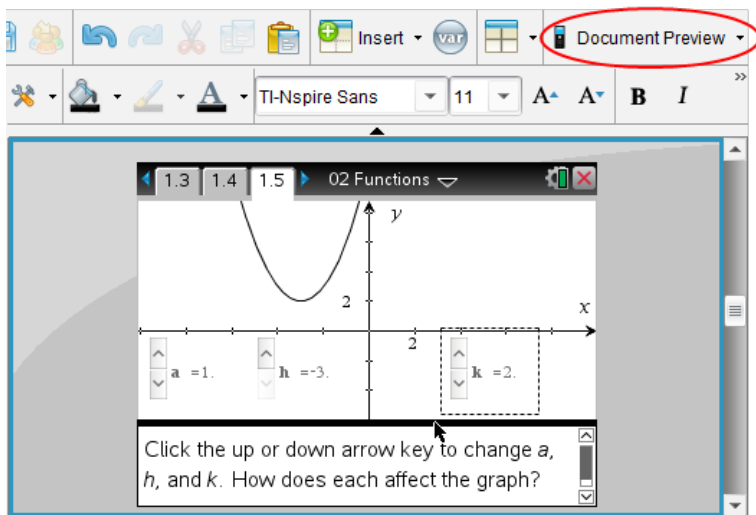 Insert var Document Preview
TI-Nspire Sans 11 A A B I
1.3 1.4 1.5 02 Functions
y
2
x
2
a =1. h =-3. k =2.
Click the up or down arrow key to change a,
h, and k. How does each affect the graph?